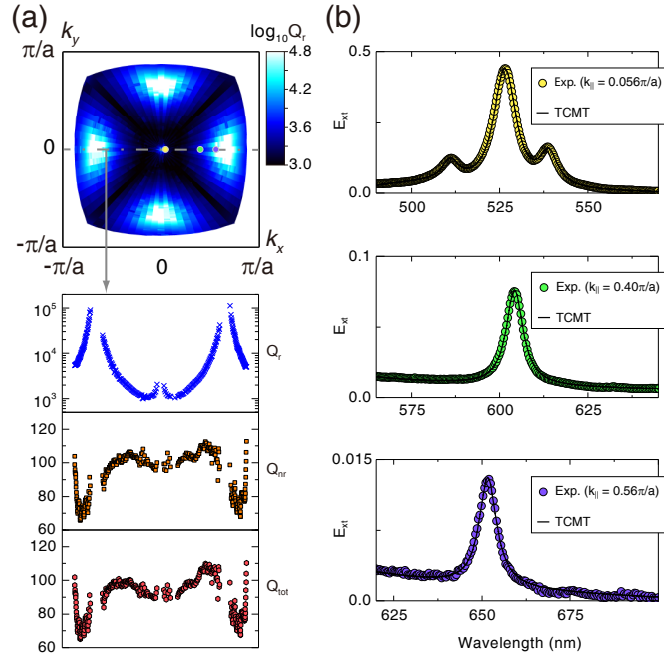 (a)
k_y
log₁₀Q_r
π/a
0
-π/a
-π/a
0
π/a
k_x
4.8
3.6
3.0
10⁵
10⁴
10³
Q_r
120
100
80
60
Q_nr
120
100
80
60
Q_tot
(b)
0.5
0.0
E_xt
Exp. (k_|| = 0.056π/a)
TCMT
500
525
550
0.1
0.0
E_xt
Exp. (k_|| = 0.40π/a)
TCMT
575
600
625
0.015
0.0
E_xt
Exp. (k_|| = 0.56π/a)
TCMT
625
650
675
Wavelength (nm)